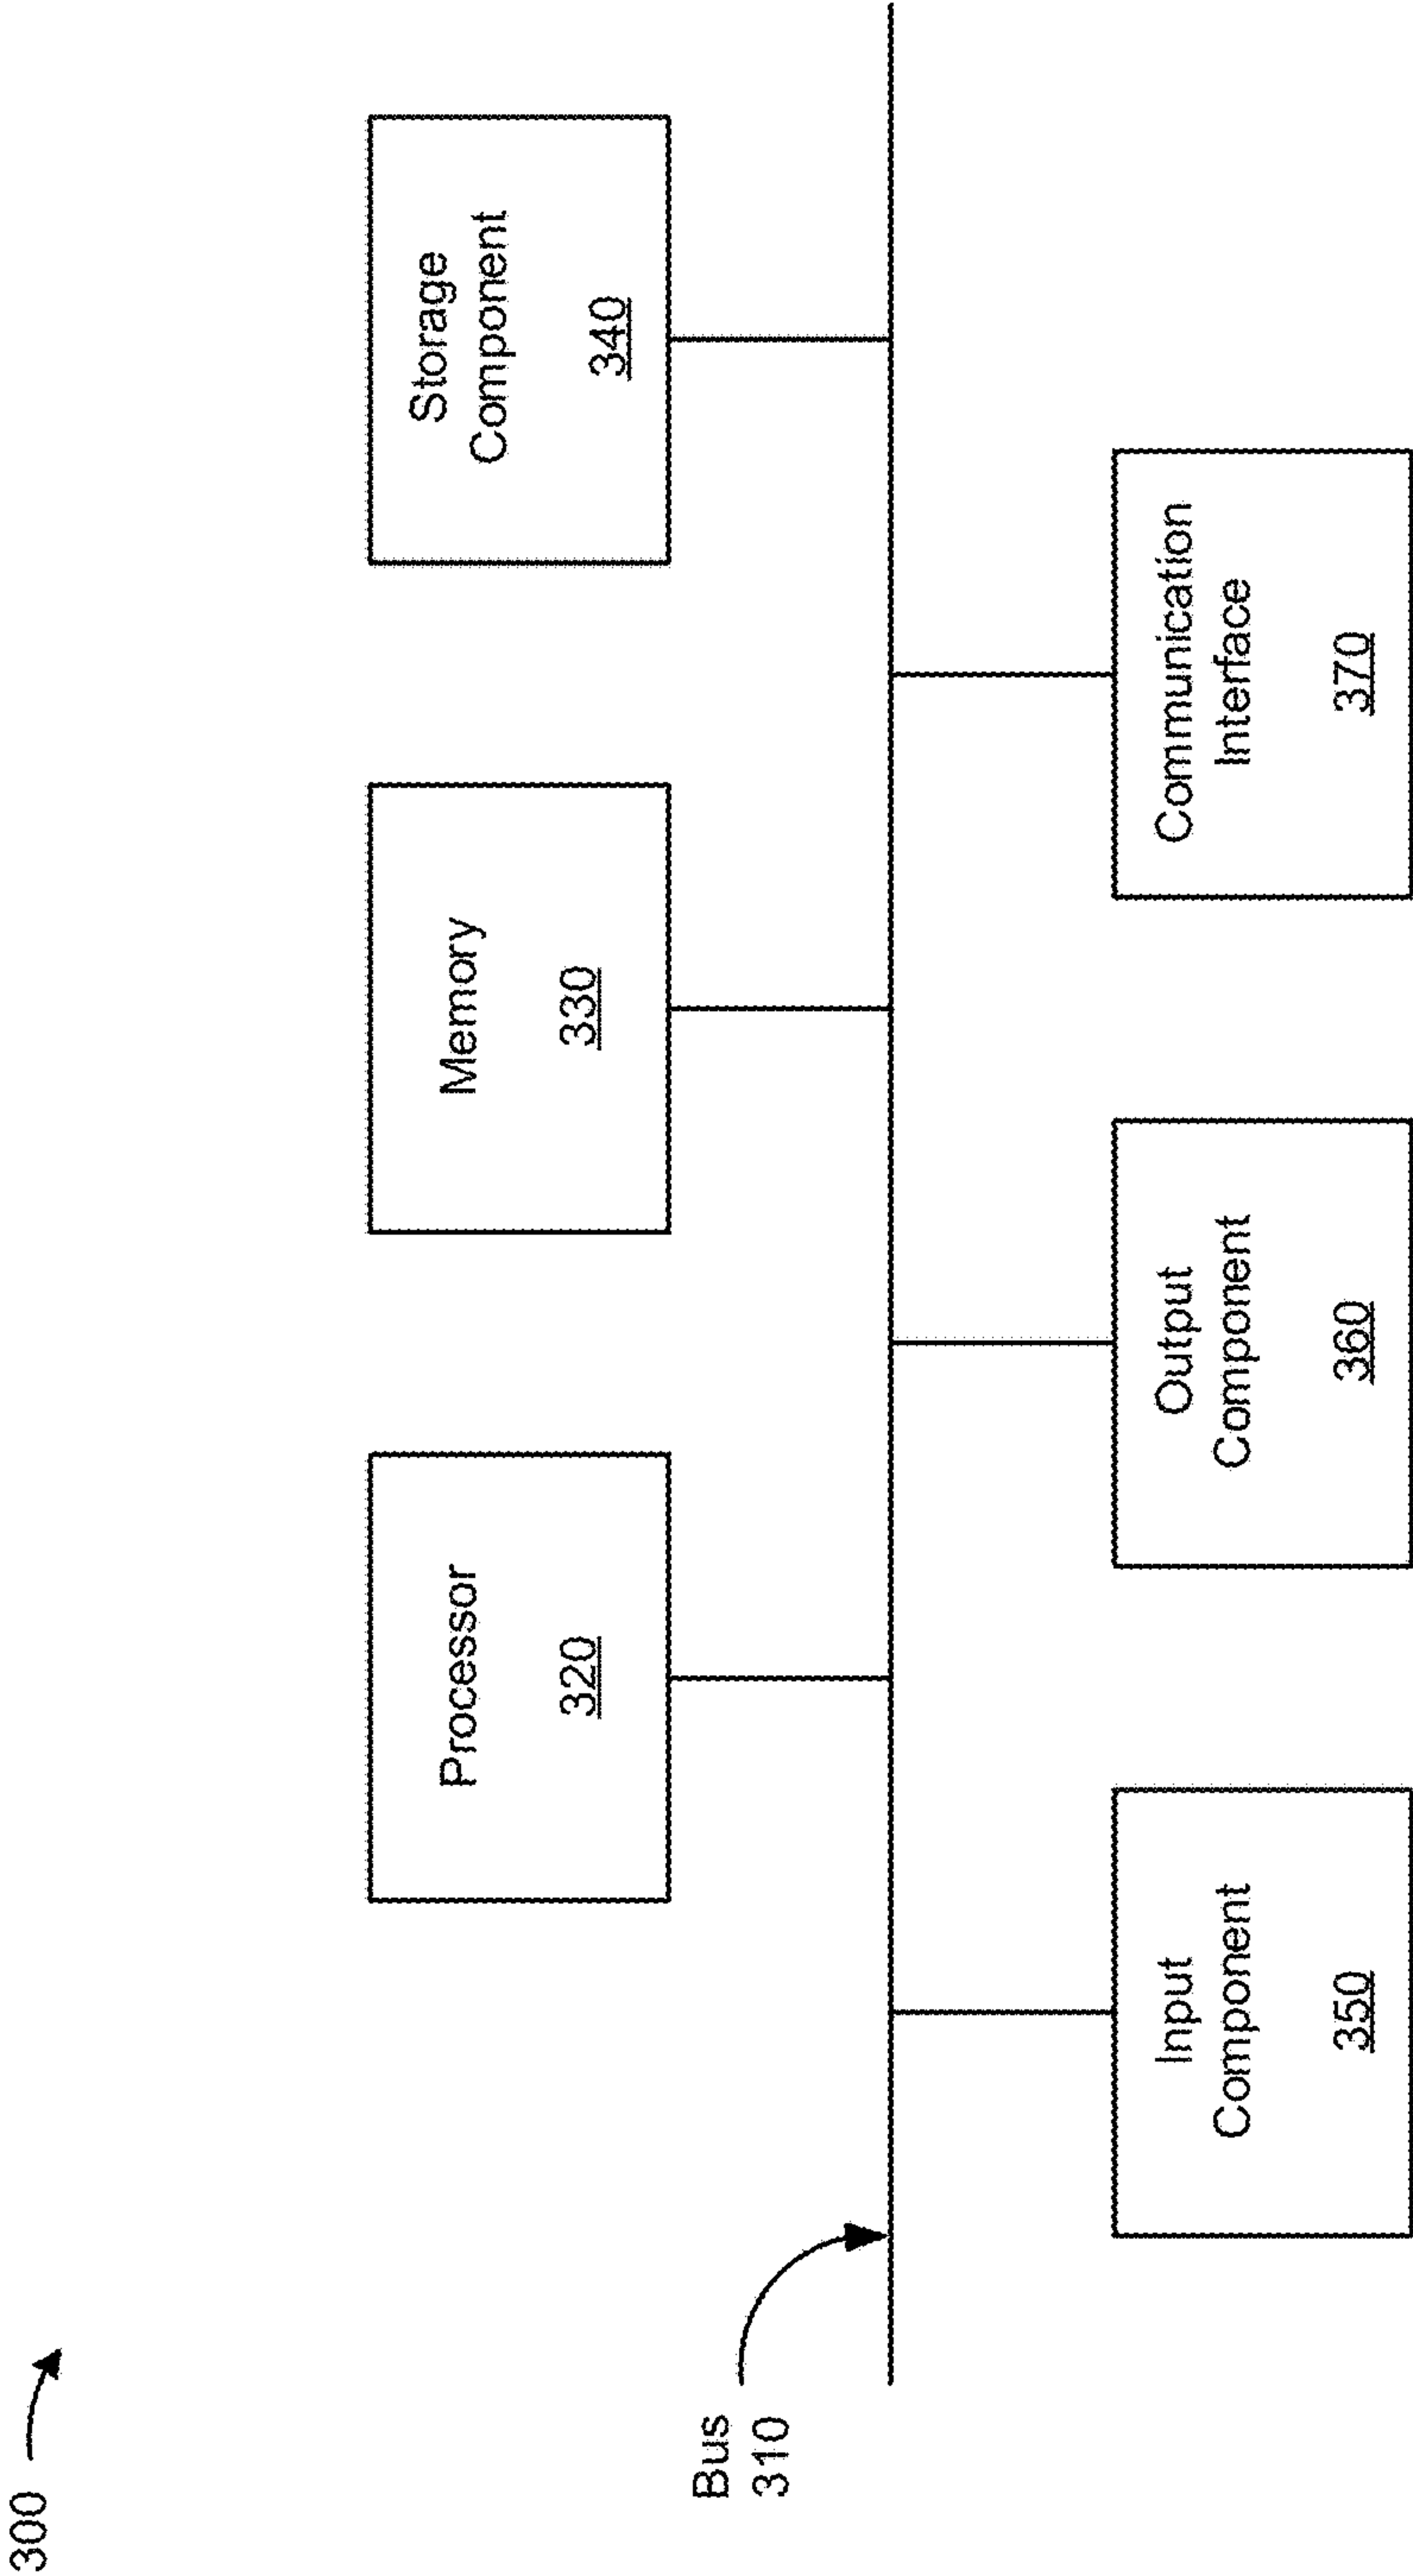 300
Processor
320
Memory
330
Storage
Component
340
Bus
310
Input
Component
350
Output
Component
360
Communication
Interface
370